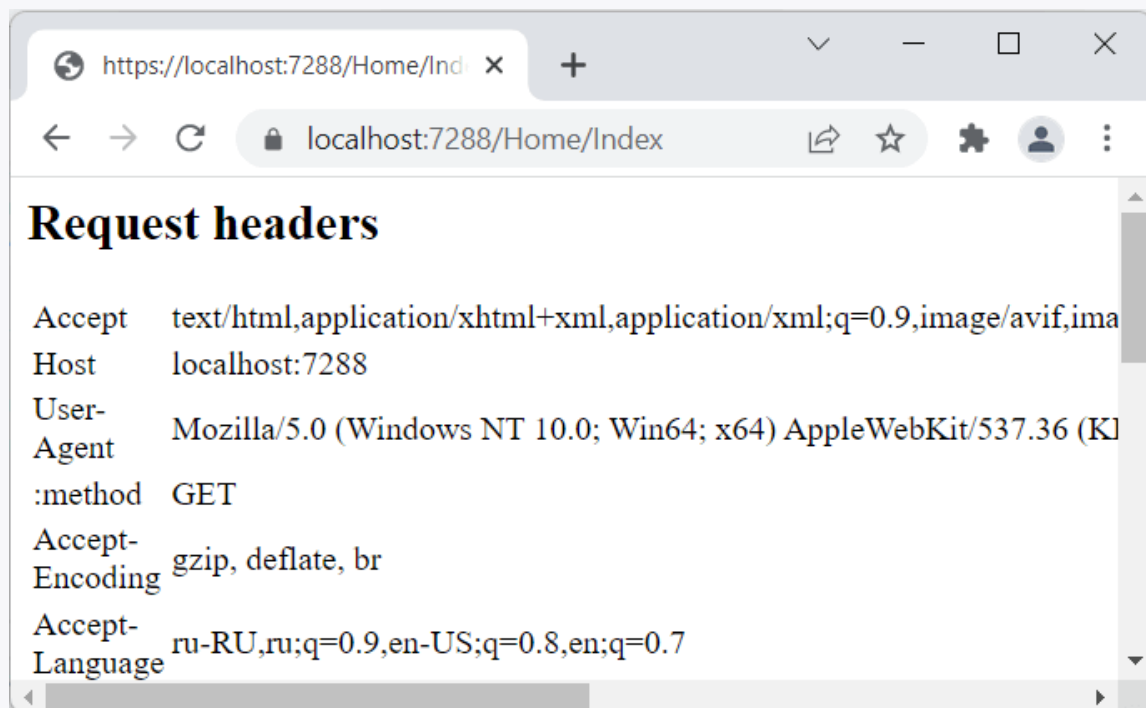 https://localhost:7288/Home/Ind
localhost:7288/Home/Index
Request headers
Accept text/html,application/xhtml+xml,application/xml;q=0.9,image/avif,ima
Host localhost:7288
User-
Agent
Mozilla/5.0 (Windows NT 10.0; Win64; x64) AppleWebKit/537.36 (KH
:method GET
Accept-
Encoding
gzip, deflate, br
Accept-
Language
ru-RU,ru;q=0.9,en-US;q=0.8,en;q=0.7